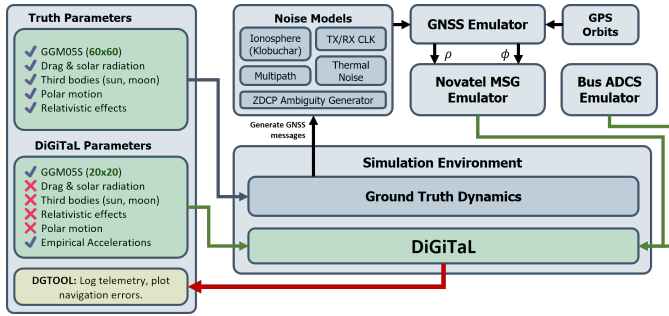 Truth Parameters
GGM05S (60x60)
Drag & solar radiation
Third bodies (sun, moon)
Polar motion
Relativistic effects
DiGiTaL Parameters
GGM05S (20x20)
Drag & solar radiation
Third bodies (sun, moon)
Relativistic effects
Polar motion
Empirical Accelerations
DGTOOL: Log telemetry, plot
navigation errors.
Noise Models
Ionosphere
(Klobuchar)
TX/RX CLK
Multipath
Thermal
Noise
ZDCP Ambiguity Generator
Generate GNSS
messages
GNSS Emulator
GPS
Orbits
ρ
ϕ
Novatel MSG
Emulator
Bus ADCS
Emulator
Simulation Environment
Ground Truth Dynamics
DiGiTaL